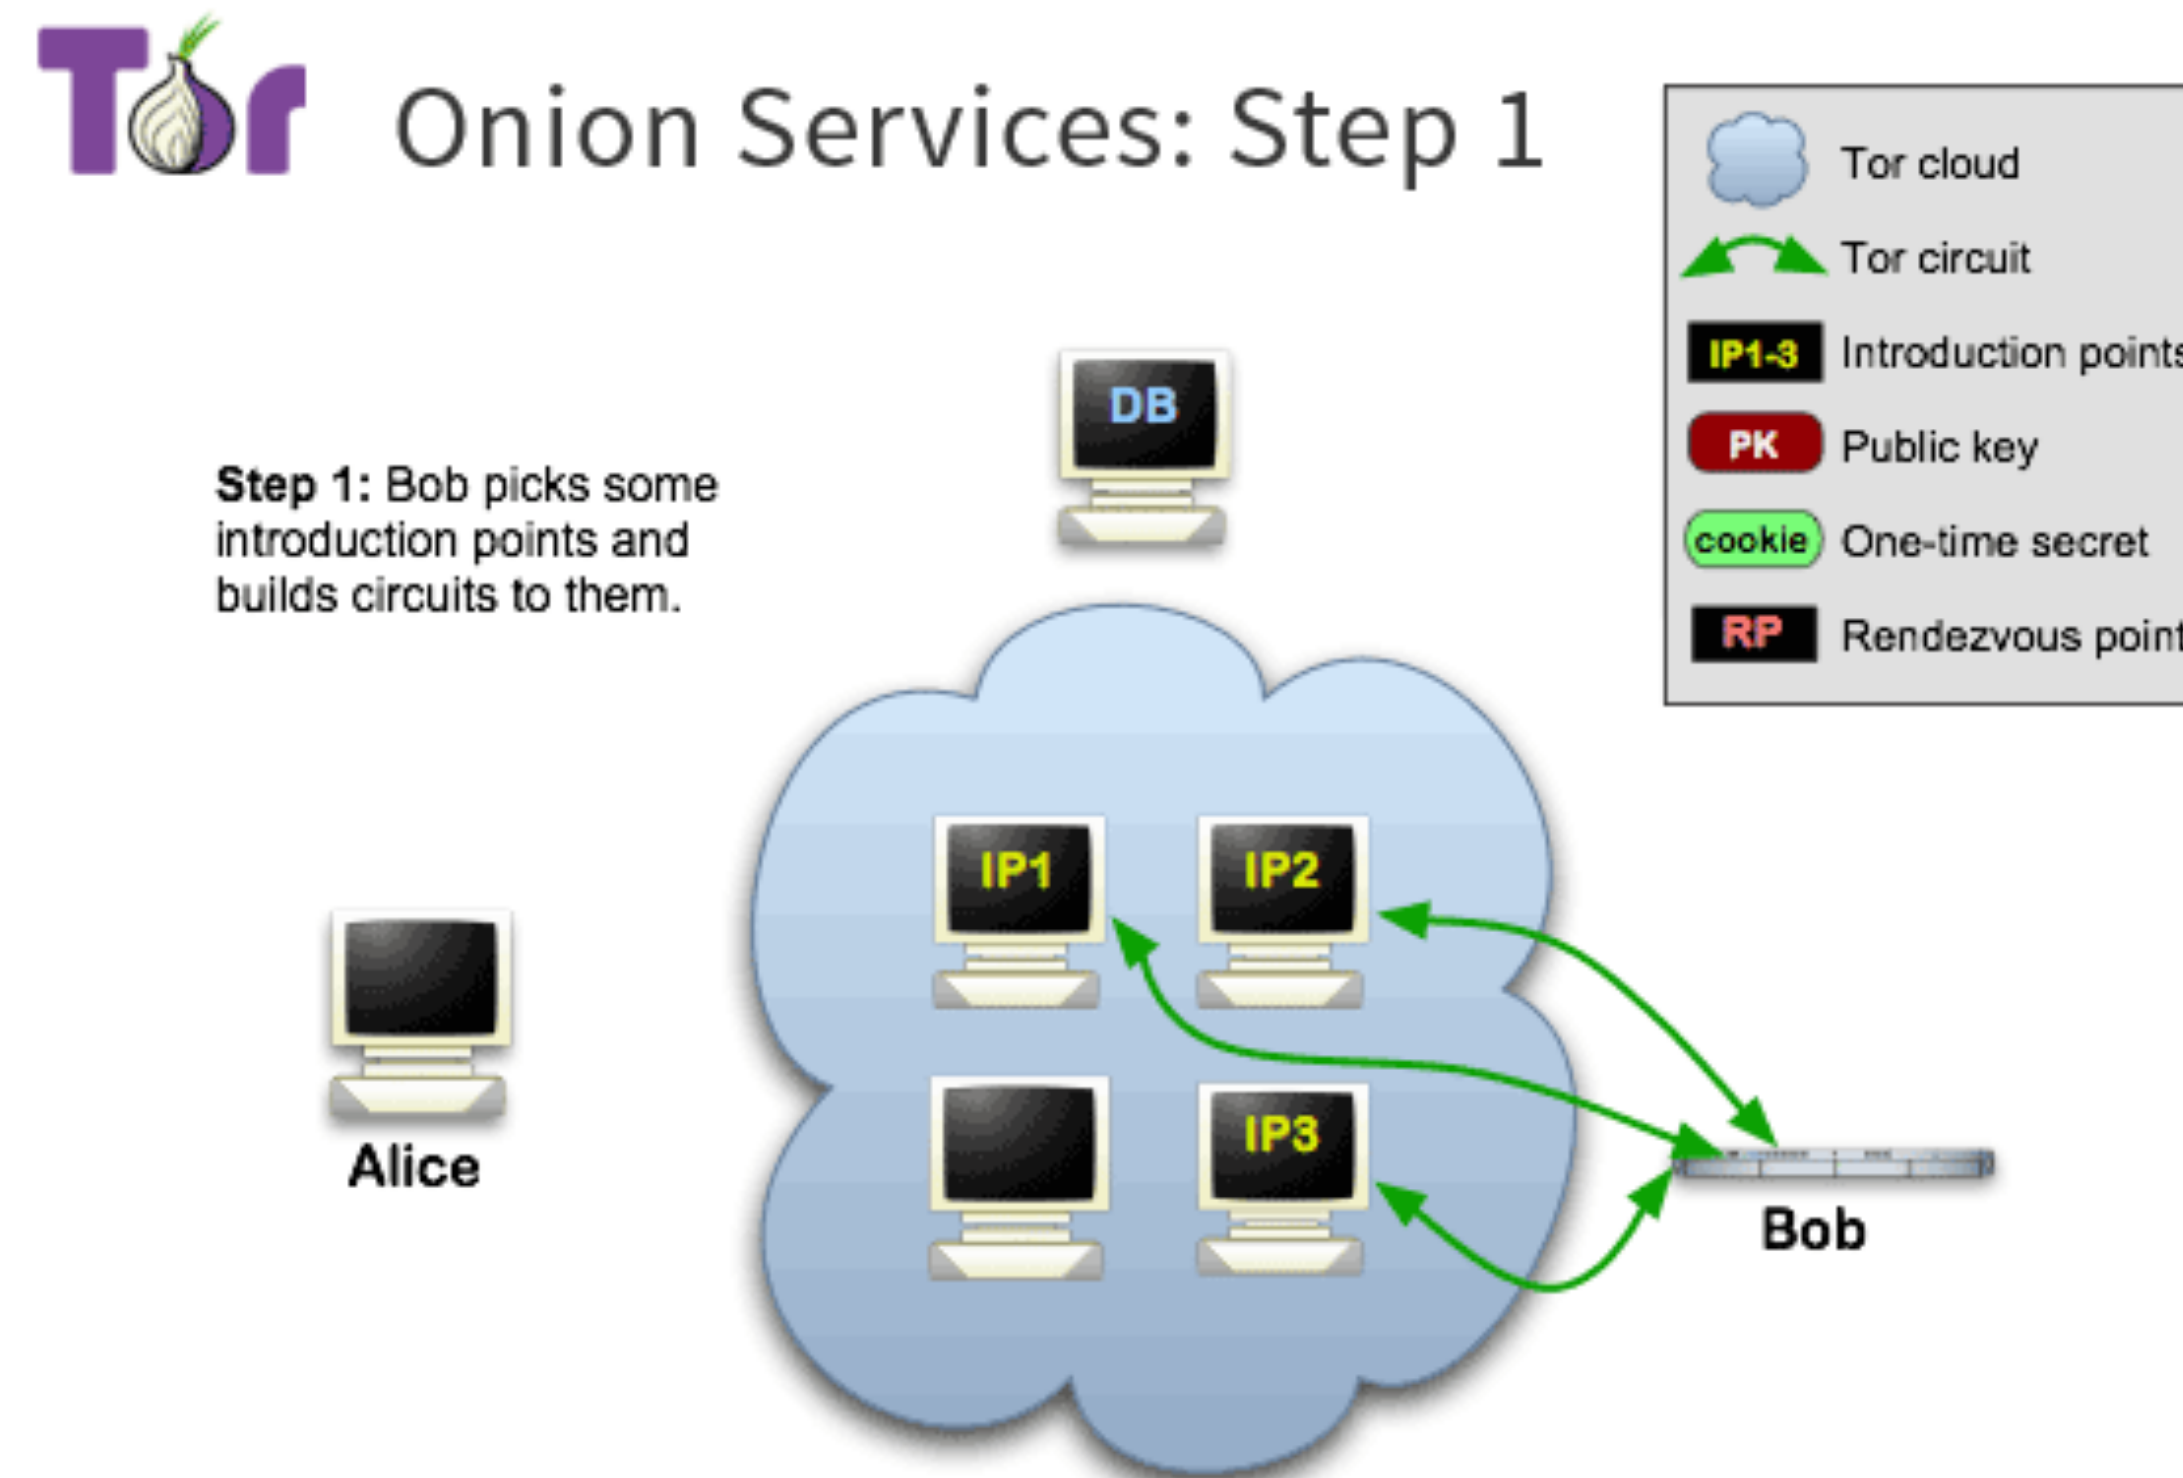 Tor
Onion Services: Step 1
Tor cloud
Tor circuit
IP1-3 Introduction points
PK Public key
cookie One-time secret
RP Rendezvous point
DB
Step 1: Bob picks some
introduction points and
builds circuits to them.
IP1
IP2
IP3
Alice
Bob